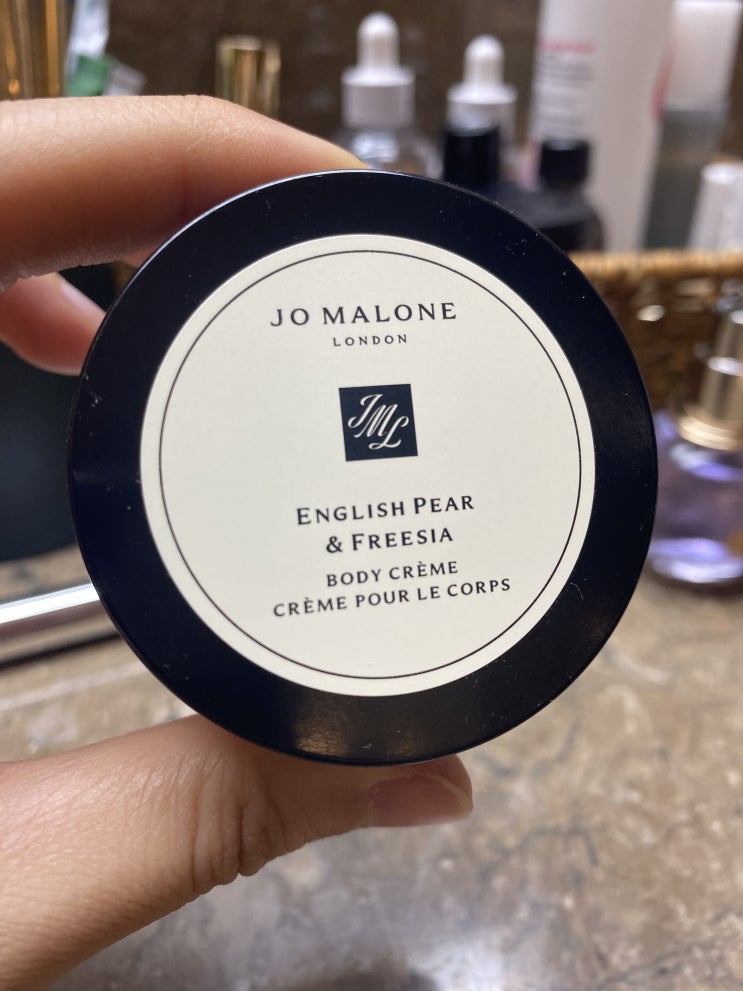 JO MALONE
LONDON
JML
ENGLISH PEAR
& FREESIA
BODY CRÈME
CRÈME POUR LE CORPS